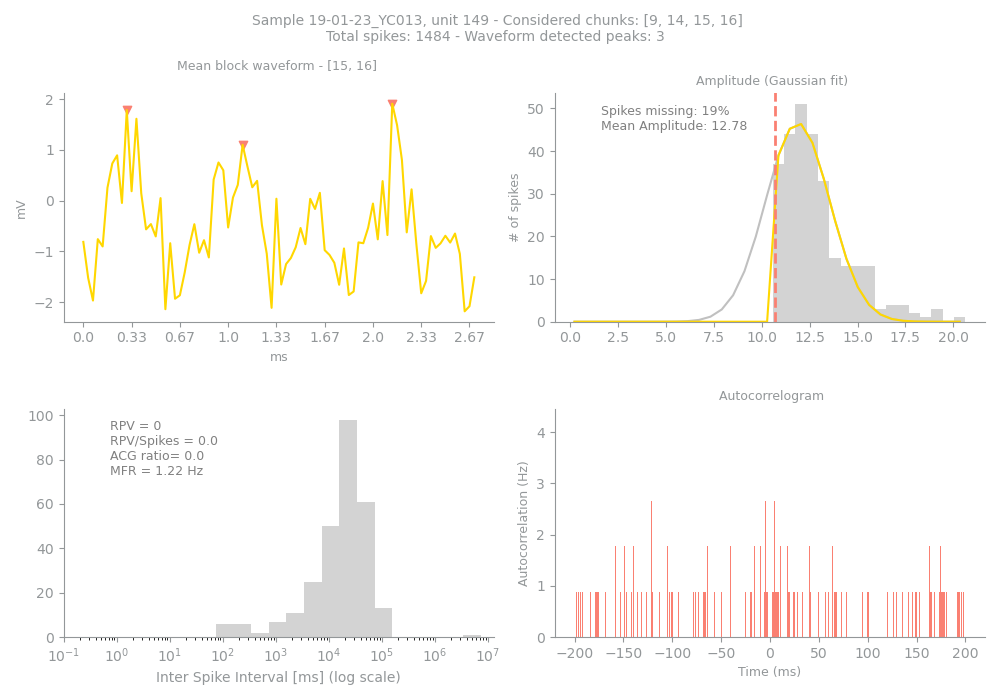 Sample 19-01-23_YC013, unit 149 - Considered chunks: [9, 14, 15, 16]
Total spikes: 1484 - Waveform detected peaks: 3
Mean block waveform - [15, 16]
2
1
0
−1
−2
mV
0.0 0.33 0.67 1.0 1.33 1.67 2.0 2.33 2.67
ms
Amplitude (Gaussian fit)
Spikes missing: 19%
Mean Amplitude: 12.78
50
40
30
20
10
0
# of spikes
0.0 2.5 5.0 7.5 10.0 12.5 15.0 17.5 20.0
RPV = 0
RPV/Spikes = 0.0
ACG ratio= 0.0
MFR = 1.22 Hz
100
80
60
40
20
0
10⁻¹ 10⁰ 10¹ 10² 10³ 10⁴ 10⁵ 10⁶ 10⁷
Inter Spike Interval [ms] (log scale)
Autocorrelogram
4
3
2
1
0
Autocorrelation (Hz)
−200 −150 −100 −50 0 50 100 150 200
Time (ms)